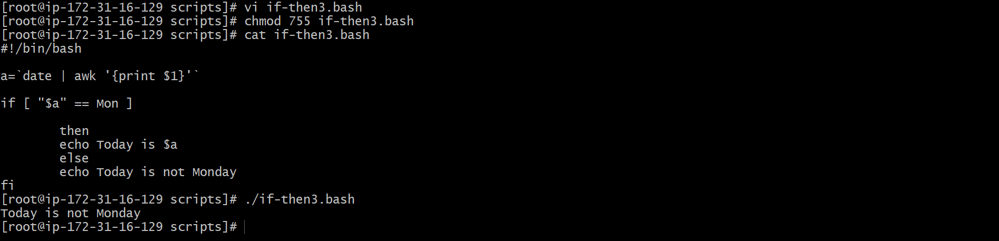 [root@ip-172-31-16-129 scripts]# vi if-then3.bash
[root@ip-172-31-16-129 scripts]# chmod 755 if-then3.bash
[root@ip-172-31-16-129 scripts]# cat if-then3.bash
#!/bin/bash
a=`date | awk '{print $1}'`
if [ "$a" == Mon ]
then
echo Today is $a
else
echo Today is not Monday
fi
[root@ip-172-31-16-129 scripts]# ./if-then3.bash
Today is not Monday
[root@ip-172-31-16-129 scripts]#